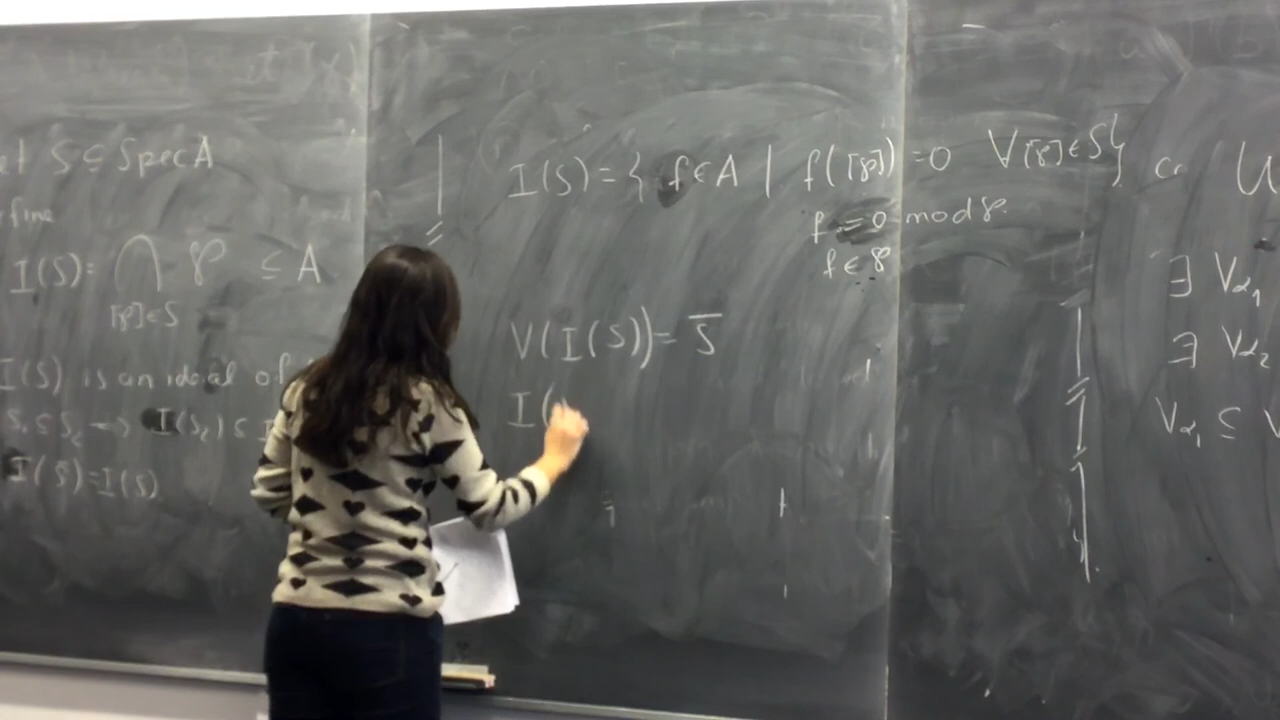 et S ⊆ Spec A
fine
I(S) = ⋂ ℘ ⊆ A
[℘]∈S
I(S) is an ideal of
S₁ ⊆ S₂ → I(S₂) ⊆ I
I(S̄) = I(S)
I(S) = { f ∈ A | f([℘]) = 0 ∀[℘] ∈ S }
f = 0 mod ℘
f ∈ ℘
V(I(S)) = S̄
I(
∃ V_{α₁}
∃ V_{α₂}
V_{α₁} ⊆ V